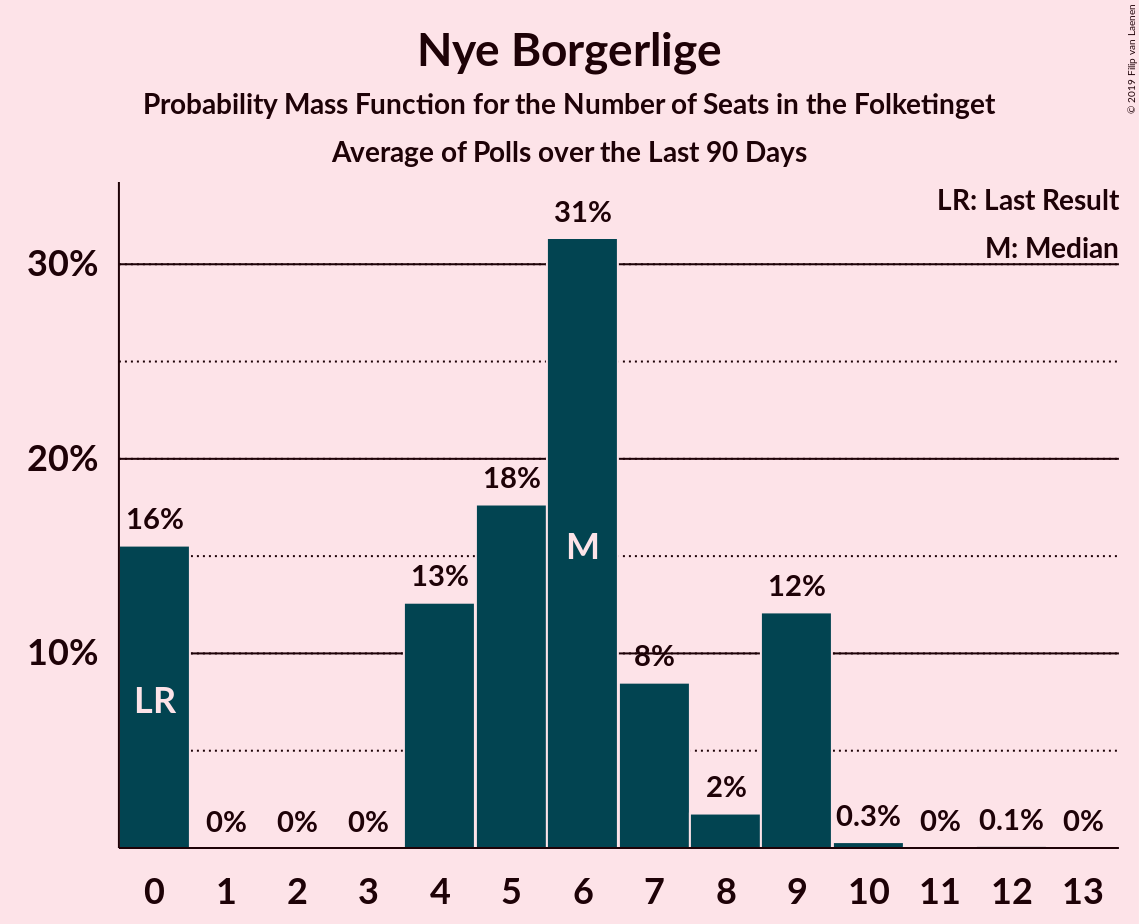 Nye Borgerlige
Probability Mass Function for the Number of Seats in the Folketinget
Average of Polls over the Last 90 Days
© 2019 Filip van Laenen
LR: Last Result
M: Median
30%
20%
10%
16%
0%
0%
0%
13%
18%
31%
8%
2%
12%
0.3%
0%
0.1%
0%
LR
M
0 1 2 3 4 5 6 7 8 9 10 11 12 13